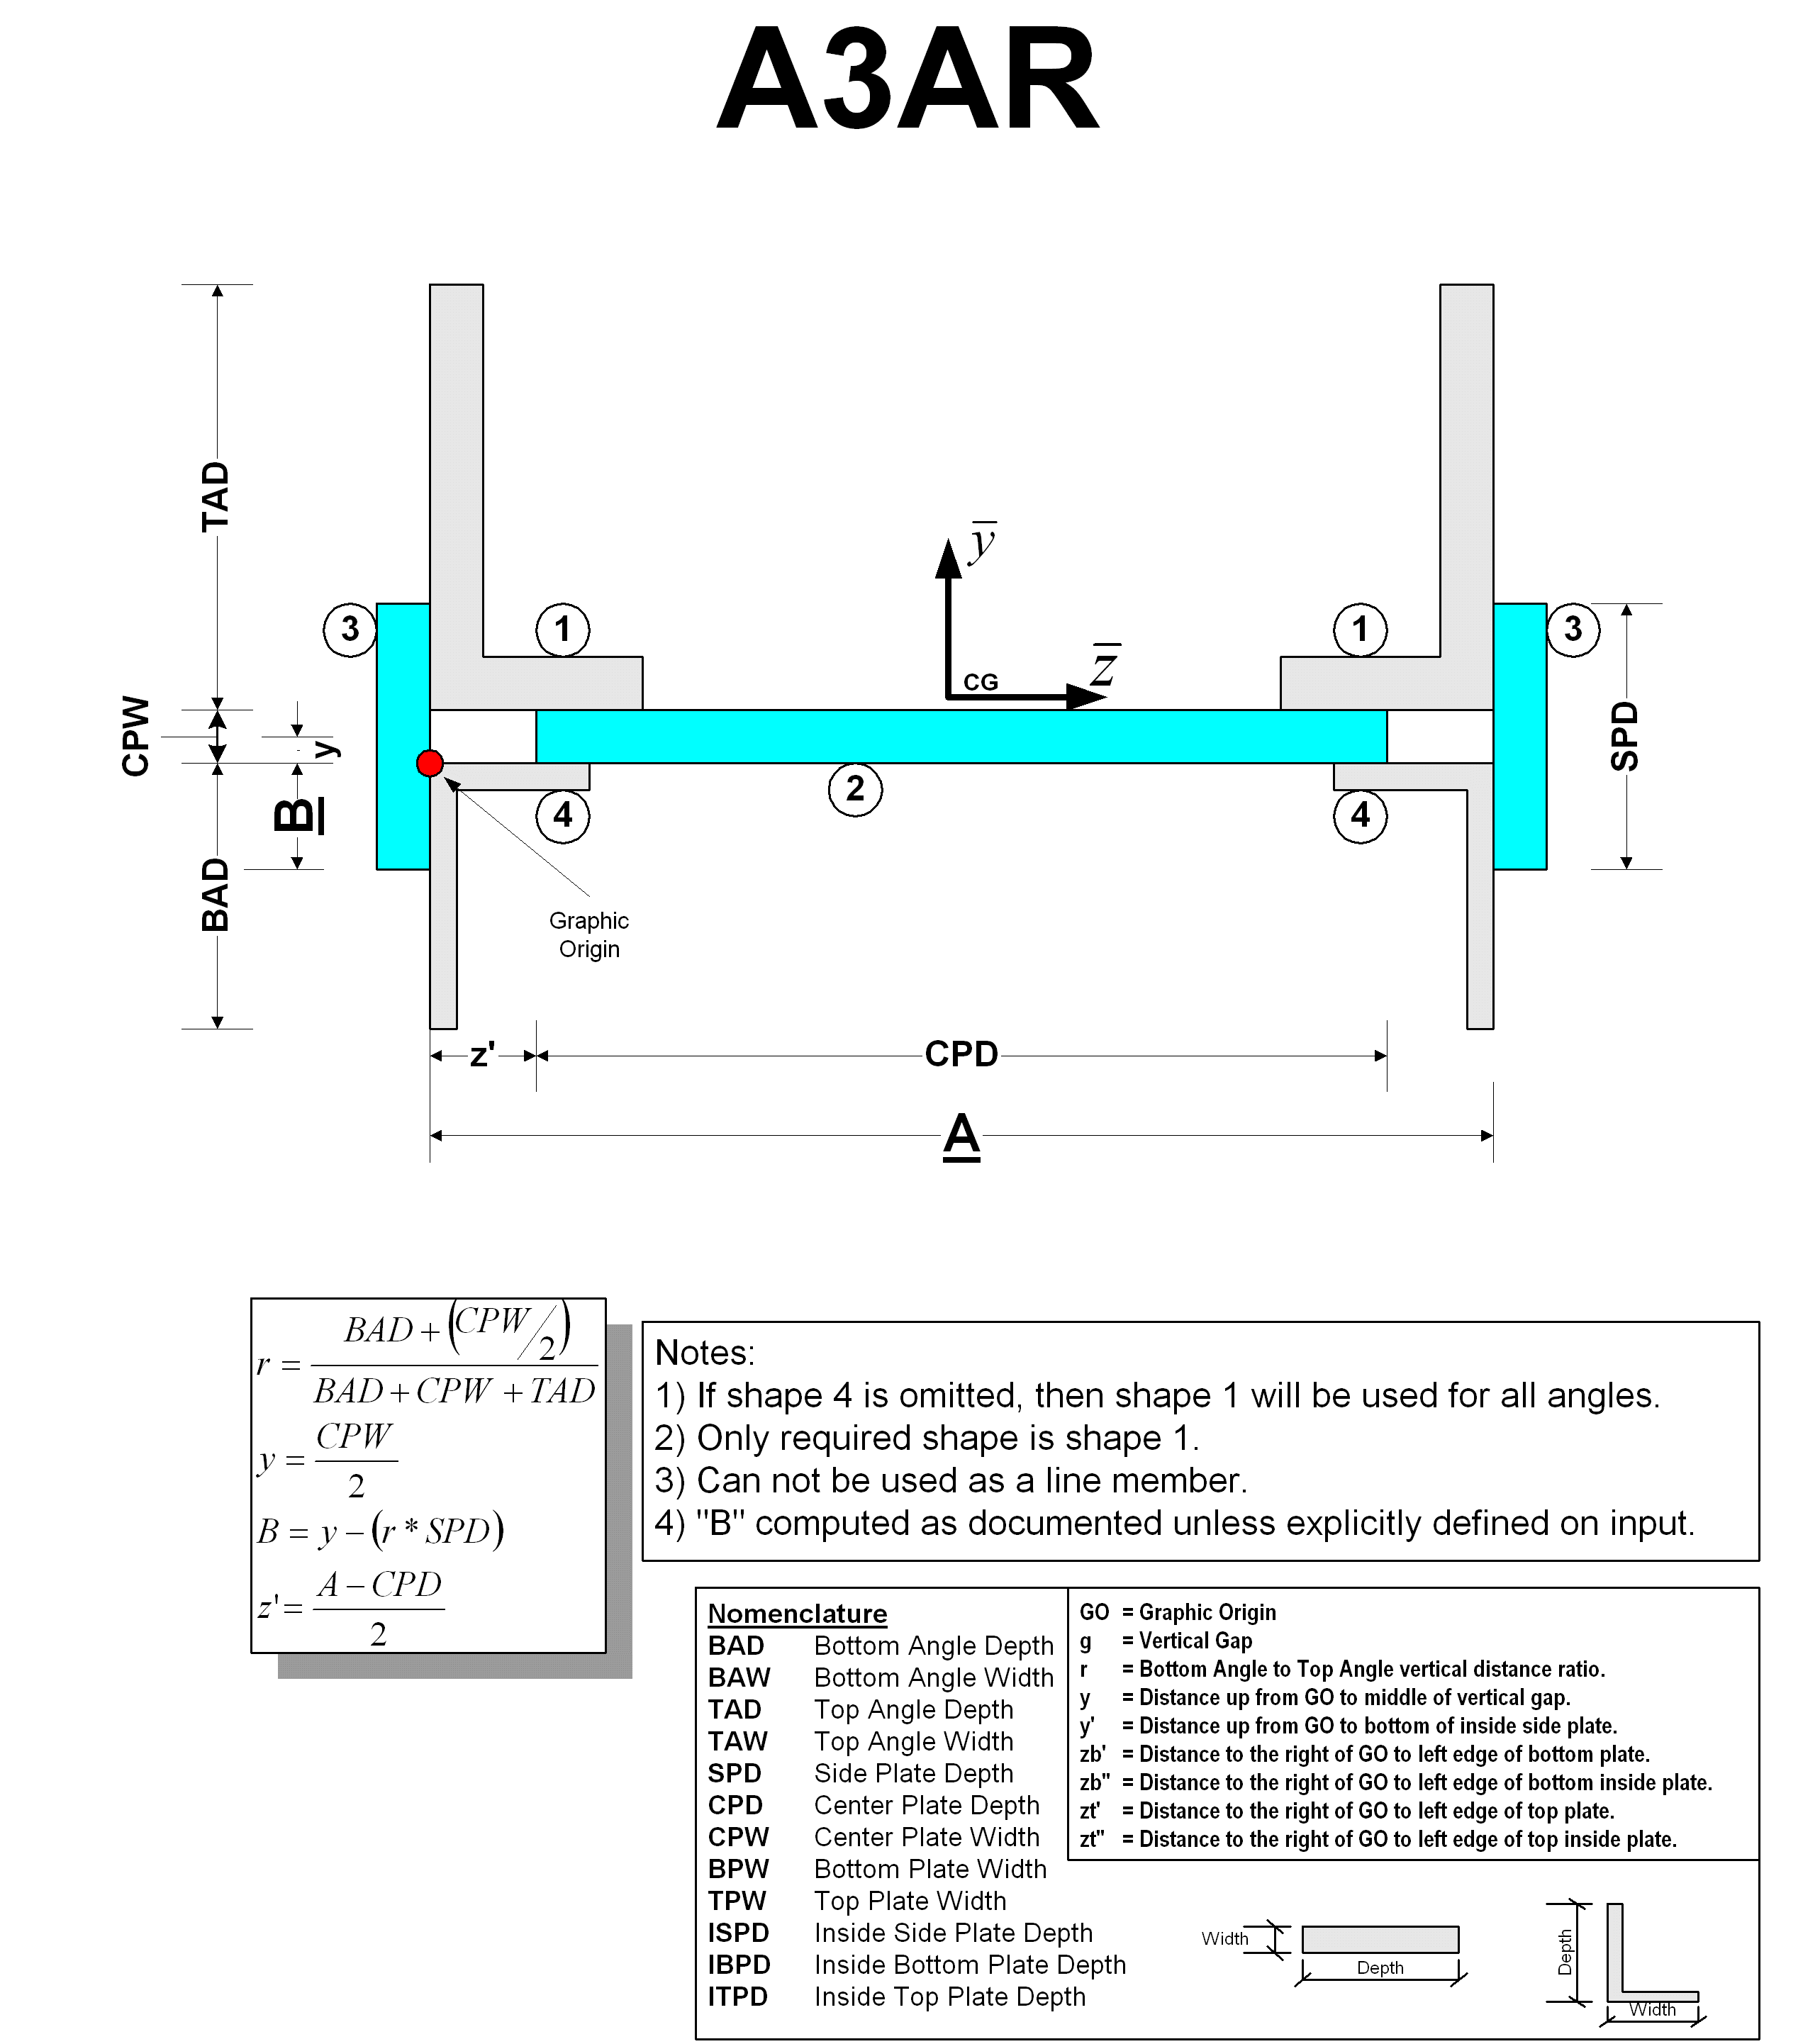 A3AR
TAD
y̅
3
1
1
3
z̅
CG
CPW
y
SPD
2
B
4
4
BAD
Graphic
Origin
z'
CPD
A
r = (BAD + (CPW/2)) / (BAD + CPW + TAD)
y = CPW / 2
B = y – (r * SPD)
z' = (A – CPD) / 2
Notes:
1) If shape 4 is omitted, then shape 1 will be used for all angles.
2) Only required shape is shape 1.
3) Can not be used as a line member.
4) "B" computed as documented unless explicitly defined on input.
Nomenclature
BAD Bottom Angle Depth
BAW Bottom Angle Width
TAD Top Angle Depth
TAW Top Angle Width
SPD Side Plate Depth
CPD Center Plate Depth
CPW Center Plate Width
BPW Bottom Plate Width
TPW Top Plate Width
ISPD Inside Side Plate Depth
IBPD Inside Bottom Plate Depth
ITPD Inside Top Plate Depth
GO = Graphic Origin
g = Vertical Gap
r = Bottom Angle to Top Angle vertical distance ratio.
y = Distance up from GO to middle of vertical gap.
y' = Distance up from GO to bottom of inside side plate.
zb' = Distance to the right of GO to left edge of bottom plate.
zb" = Distance to the right of GO to left edge of bottom inside plate.
zt' = Distance to the right of GO to left edge of top plate.
zt" = Distance to the right of GO to left edge of top inside plate.
Width
Depth
Depth
Width